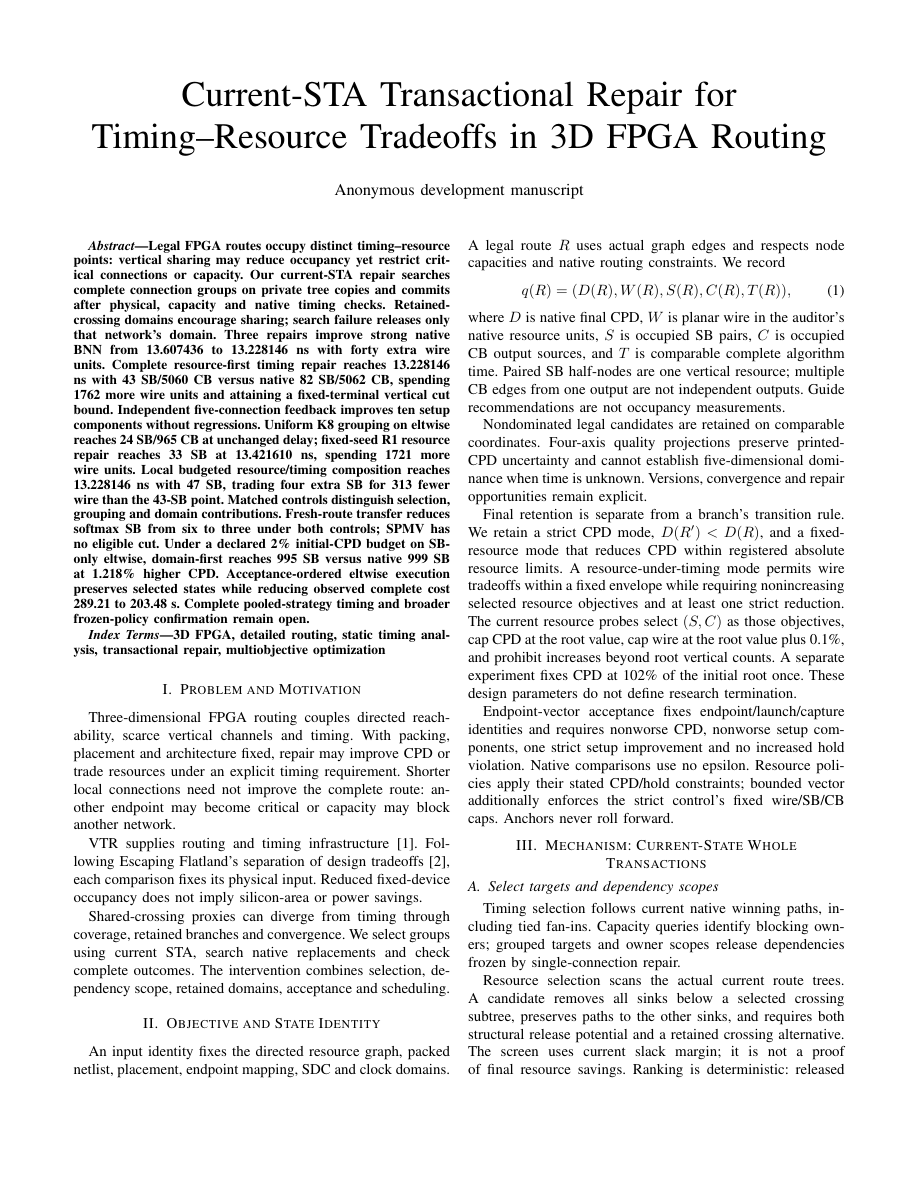 Current-STA Transactional Repair for
Timing–Resource Tradeoffs in 3D FPGA Routing
Anonymous development manuscript
Abstract—Legal FPGA routes occupy distinct timing–resource
points: vertical sharing may reduce occupancy yet restrict crit-
ical connections or capacity. Our current-STA repair searches
complete connection groups on private tree copies and commits
after physical, capacity and native timing checks. Retained-
crossing domains encourage sharing; search failure releases only
that network's domain. Three repairs improve strong native
BNN from 13.607436 to 13.228146 ns with forty extra wire
units. Complete resource-first timing repair reaches 13.228146
ns with 43 SB/5060 CB versus native 82 SB/5062 CB, spending
1762 more wire units and attaining a fixed-terminal vertical cut
bound. Independent five-connection feedback improves ten setup
components without regressions. Uniform K8 grouping on eltwise
reaches 24 SB/965 CB at unchanged delay; fixed-seed R1 resource
repair reaches 33 SB at 13.421610 ns, spending 1721 more
wire units. Local budgeted resource/timing composition reaches
13.228146 ns with 47 SB, trading four extra SB for 313 fewer
wire than the 43-SB point. Matched controls distinguish selection,
grouping and domain contributions. Fresh-route transfer reduces
softmax SB from six to three under both controls; SPMV has
no eligible cut. Under a declared 2% initial-CPD budget on SB-
only eltwise, domain-first reaches 995 SB versus native 999 SB
at 1.218% higher CPD. Acceptance-ordered eltwise execution
preserves selected states while reducing observed complete cost
289.21 to 203.48 s. Complete pooled-strategy timing and broader
frozen-policy confirmation remain open.
Index Terms—3D FPGA, detailed routing, static timing anal-
ysis, transactional repair, multiobjective optimization
I. PROBLEM AND MOTIVATION
Three-dimensional FPGA routing couples directed reach-
ability, scarce vertical channels and timing. With packing,
placement and architecture fixed, repair may improve CPD or
trade resources under an explicit timing requirement. Shorter
local connections need not improve the complete route: an-
other endpoint may become critical or capacity may block
another network.
VTR supplies routing and timing infrastructure [1]. Fol-
lowing Escaping Flatland's separation of design tradeoffs [2],
each comparison fixes its physical input. Reduced fixed-device
occupancy does not imply silicon-area or power savings.
Shared-crossing proxies can diverge from timing through
coverage, retained branches and convergence. We select groups
using current STA, search native replacements and check
complete outcomes. The intervention combines selection, de-
pendency scope, retained domains, acceptance and scheduling.
II. OBJECTIVE AND STATE IDENTITY
An input identity fixes the directed resource graph, packed
netlist, placement, endpoint mapping, SDC and clock domains.
A legal route R uses actual graph edges and respects node
capacities and native routing constraints. We record
q(R) = (D(R), W(R), S(R), C(R), T(R)), (1)
where D is native final CPD, W is planar wire in the auditor's
native resource units, S is occupied SB pairs, C is occupied
CB output sources, and T is comparable complete algorithm
time. Paired SB half-nodes are one vertical resource; multiple
CB edges from one output are not independent outputs. Guide
recommendations are not occupancy measurements.
Nondominated legal candidates are retained on comparable
coordinates. Four-axis quality projections preserve printed-
CPD uncertainty and cannot establish five-dimensional domi-
nance when time is unknown. Versions, convergence and repair
opportunities remain explicit.
Final retention is separate from a branch's transition rule.
We retain a strict CPD mode, D(R′) < D(R), and a fixed-
resource mode that reduces CPD within registered absolute
resource limits. A resource-under-timing mode permits wire
tradeoffs within a fixed envelope while requiring nonincreasing
selected resource objectives and at least one strict reduction.
The current resource probes select (S, C) as those objectives,
cap CPD at the root value, cap wire at the root value plus 0.1%,
and prohibit increases beyond root vertical counts. A separate
experiment fixes CPD at 102% of the initial root once. These
design parameters do not define research termination.
Endpoint-vector acceptance fixes endpoint/launch/capture
identities and requires nonworse CPD, nonworse setup com-
ponents, one strict setup improvement and no increased hold
violation. Native comparisons use no epsilon. Resource poli-
cies apply their stated CPD/hold constraints; bounded vector
additionally enforces the strict control's fixed wire/SB/CB
caps. Anchors never roll forward.
III. MECHANISM: CURRENT-STATE WHOLE
TRANSACTIONS
A. Select targets and dependency scopes
Timing selection follows current native winning paths, in-
cluding tied fan-ins. Capacity queries identify blocking own-
ers; grouped targets and owner scopes release dependencies
frozen by single-connection repair.
Resource selection scans the actual current route trees.
A candidate removes all sinks below a selected crossing
subtree, preserves paths to the other sinks, and requires both
structural release potential and a retained crossing alternative.
The screen uses current slack margin; it is not a proof
of final resource savings. Ranking is deterministic: released